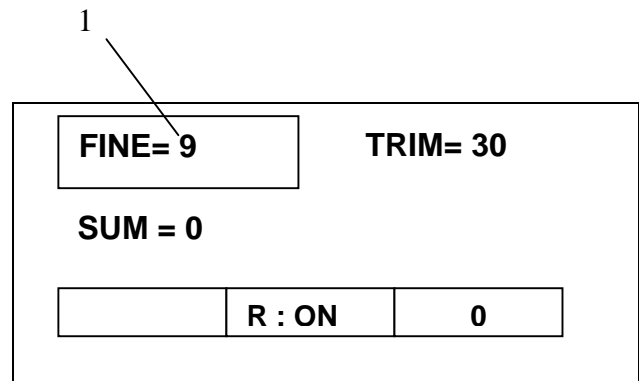 1
FINE= 9 TRIM= 30
SUM = 0
R : ON 0